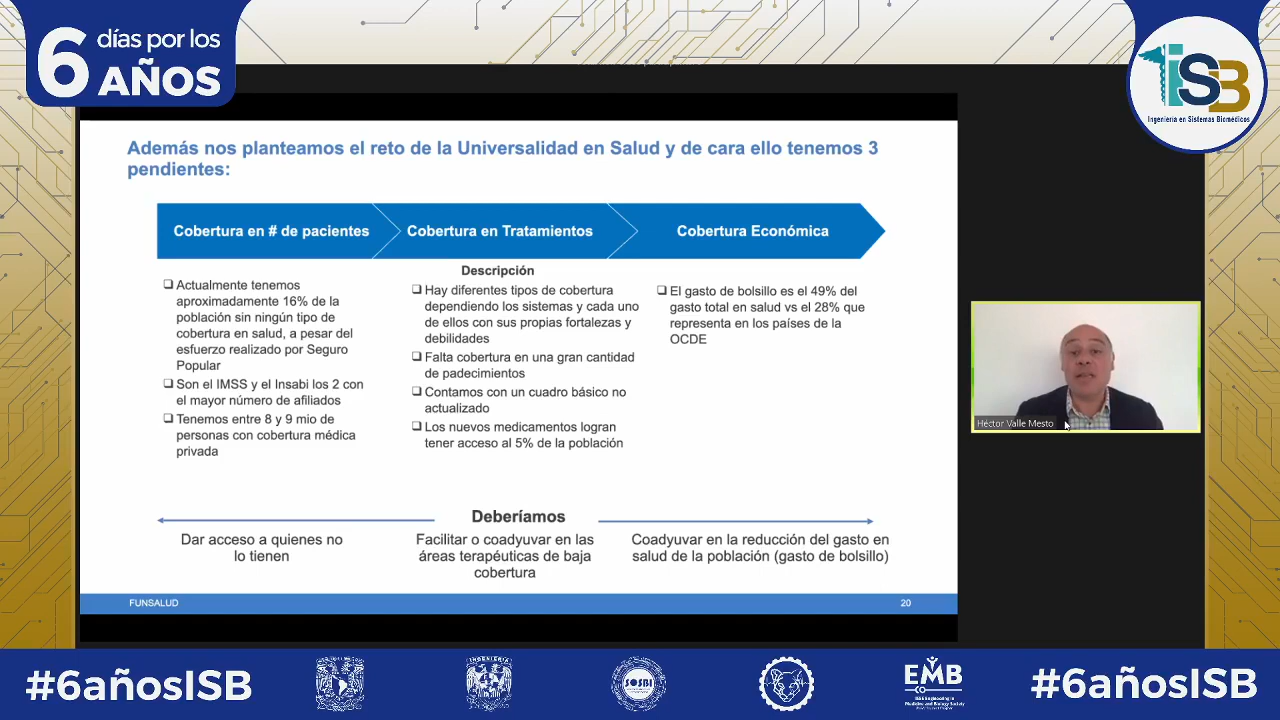 6 días por los
AÑOS
iSB
Ingeniería en Sistemas Biomédicos
Además nos planteamos el reto de la Universalidad en Salud y de cara ello tenemos 3
pendientes:
Cobertura en # de pacientes
Cobertura en Tratamientos
Cobertura Económica
Descripción
Actualmente tenemos
aproximadamente 16% de la
población sin ningún tipo de
cobertura en salud, a pesar del
esfuerzo realizado por Seguro
Popular
Son el IMSS y el Insabi los 2 con
el mayor número de afiliados
Tenemos entre 8 y 9 mio de
personas con cobertura médica
privada
Hay diferentes tipos de cobertura
dependiendo los sistemas y cada uno
de ellos con sus propias fortalezas y
debilidades
Falta cobertura en una gran cantidad
de padecimientos
Contamos con un cuadro básico no
actualizado
Los nuevos medicamentos logran
tener acceso al 5% de la población
El gasto de bolsillo es el 49% del
gasto total en salud vs el 28% que
representa en los países de la
OCDE
Deberíamos
Dar acceso a quienes no
lo tienen
Facilitar o coadyuvar en las
áreas terapéuticas de baja
cobertura
Coadyuvar en la reducción del gasto en
salud de la población (gasto de bolsillo)
FUNSALUD
20
Héctor Valle Mesto
#6añosISB
INGENIERIA
SOSBI
EMB
#6añosISB